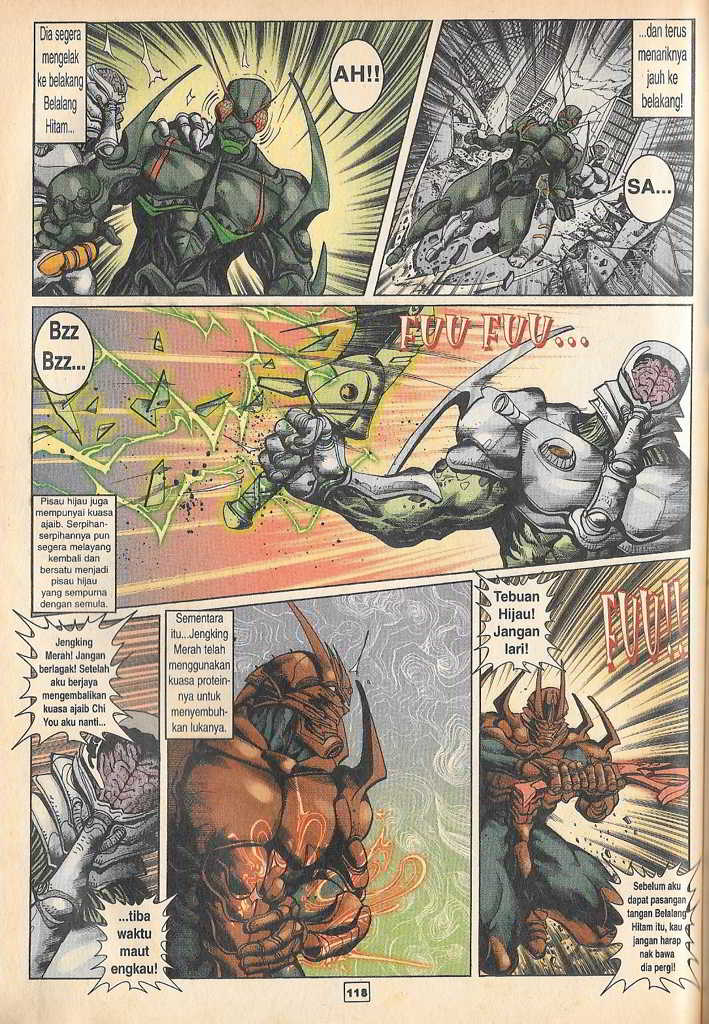 Dia segera
mengelak
ke belakang
Belalang
Hitam...
AH!!
...dan terus
menariknya
jauh ke
belakang!
SA...
Bzz
Bzz...
FUU FUU...
Pisau hijau juga
mempunyai kuasa
ajaib. Serpihan-
serpihannya pun
segera melayang
kembali dan
bersatu menjadi
pisau hijau
yang sempurna
dengan semula.
Jengking
Merah! Jangan
berlagak! Setelah
aku berjaya
mengembalikan
kuasa ajaib Chi
You aku nanti...
...tiba
waktu
maut
engkau!
Sementara
itu...Jengking
Merah telah
menggunakan
kuasa protein-
nya untuk
menyembuh-
kan lukanya.
Tebuan
Hijau!
Jangan
lari!
FUU!!
Sebelum aku
dapat pasangan
tangan Belalang
Hitam itu, kau
jangan harap
nak bawa
dia pergi!
118